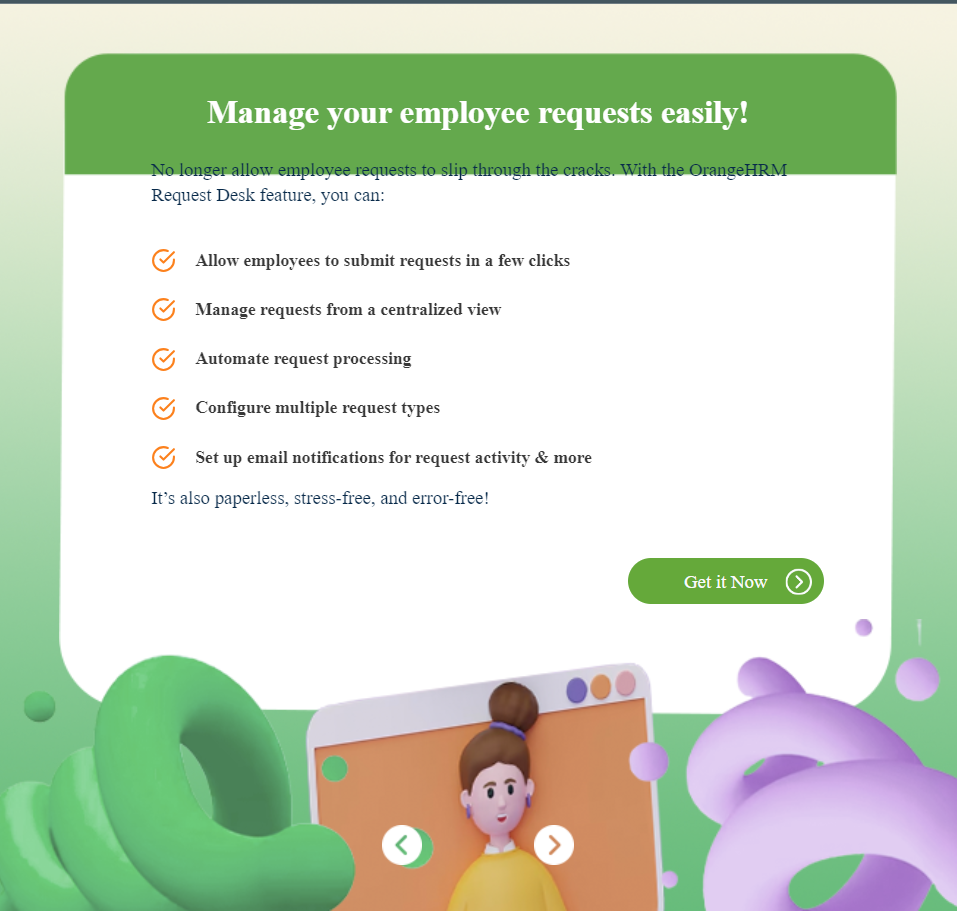 Manage your employee requests easily!
No longer allow employee requests to slip through the cracks. With the OrangeHRM
Request Desk feature, you can:
Allow employees to submit requests in a few clicks
Manage requests from a centralized view
Automate request processing
Configure multiple request types
Set up email notifications for request activity & more
It’s also paperless, stress-free, and error-free!
Get it Now